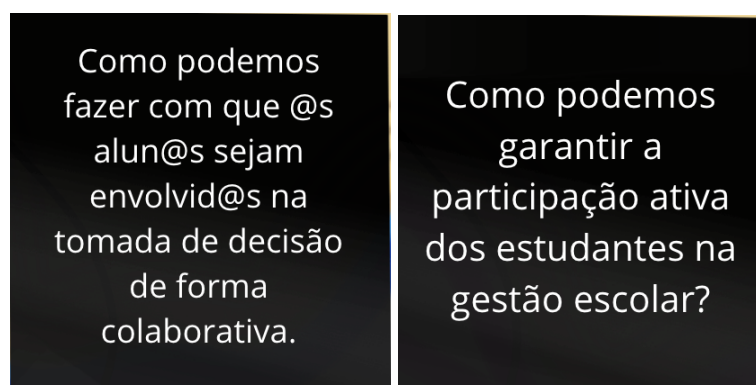 Como podemos
fazer com que @s
alun@s sejam
envolvid@s na
tomada de decisão
de forma
colaborativa.
Como podemos
garantir a
participação ativa
dos estudantes na
gestão escolar?